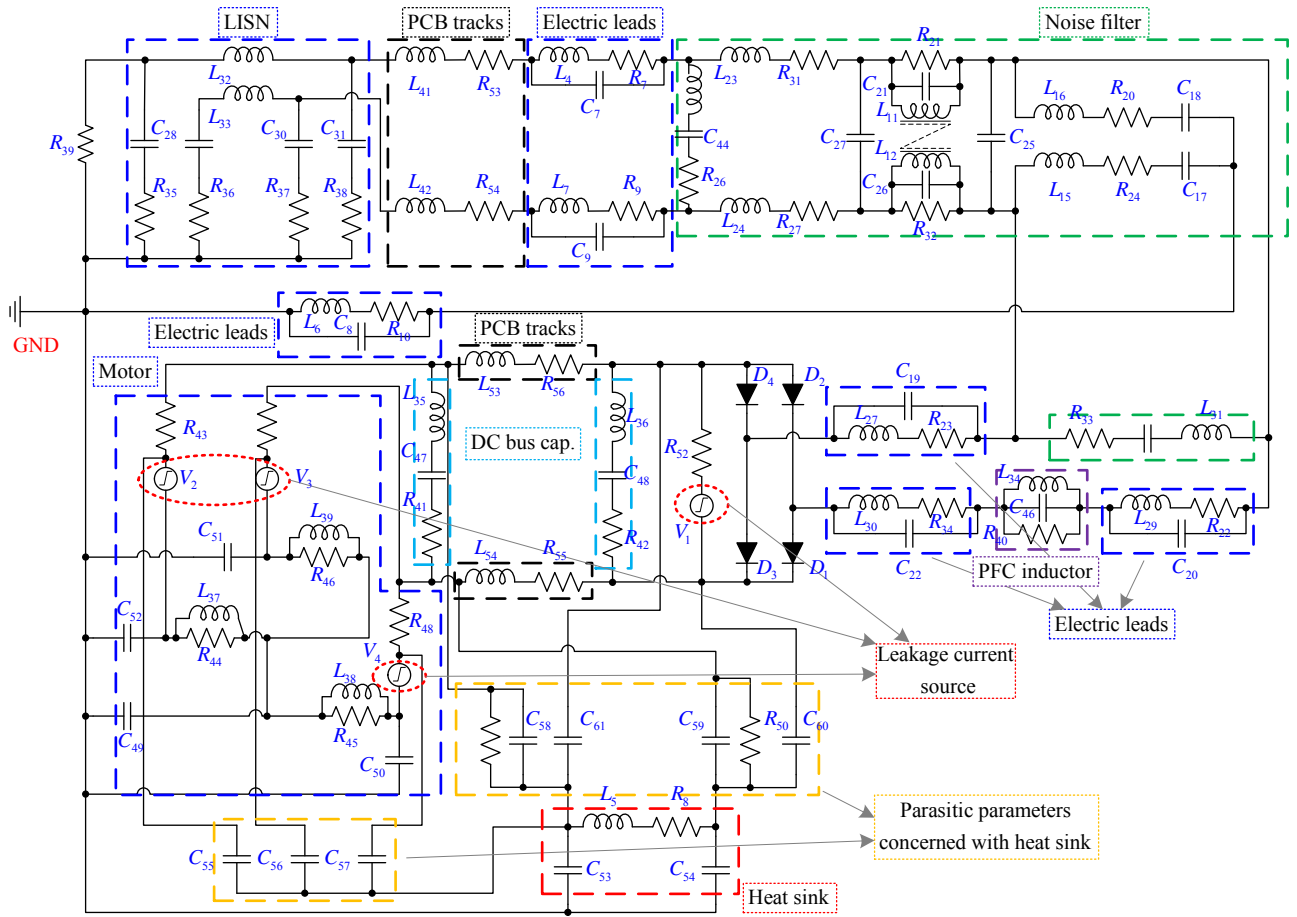 LISN
PCB tracks
Electric leads
Noise filter
L32
L33
C28
C30
C31
R39
R35
R36
R37
R38
L41
R53
L42
R54
L4
R7
C7
L7
R9
C9
L23
R31
C44
R26
L24
R27
C27
R21
C21
L11
L12
C26
R32
C25
L16
R20
C18
L15
R24
C17
GND
Electric leads
L6
C8
R10
PCB tracks
L53
R56
Motor
R43
V2
V3
L35
C47
R41
DC bus cap.
L36
C48
R42
R52
V1
D4
D2
D3
D1
C19
L27
R23
R33
L31
L30
R34
C22
L34
C46
R40
L29
R22
C20
PFC inductor
Electric leads
L54
R55
C51
L39
R46
C52
L37
R44
R48
V4
L38
R45
C49
C50
Leakage current
source
C58
C61
C59
R50
C60
L5
R8
C53
C54
Heat sink
C55
C56
C57
Parasitic parameters
concerned with heat sink